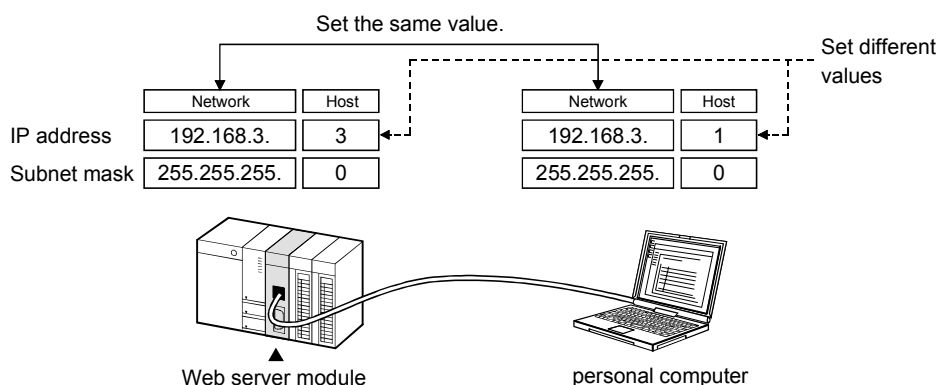 Set the same value.
Set different
values
Network Host Network Host
IP address 192.168.3. 3 192.168.3. 1
Subnet mask 255.255.255. 0 255.255.255. 0
Web server module personal computer